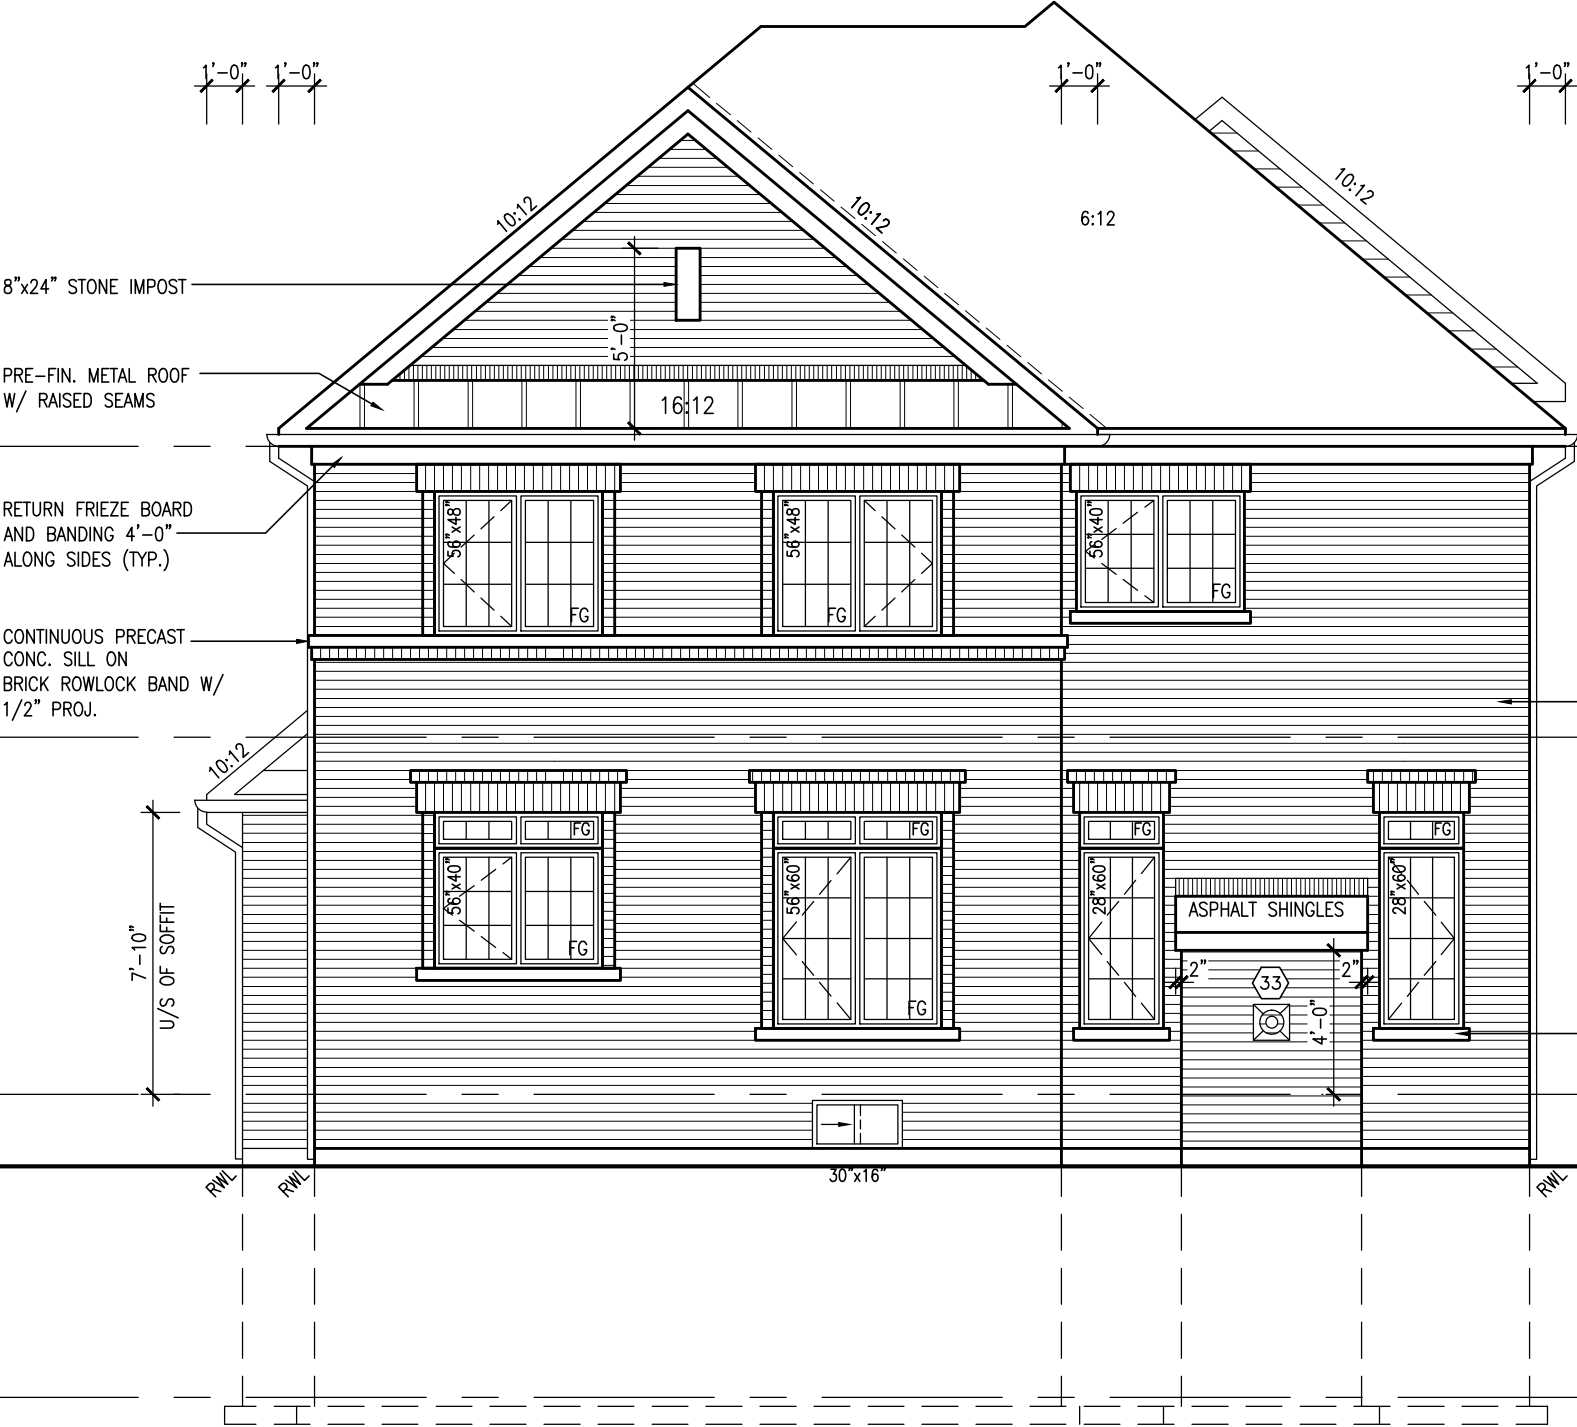 1'-0" 1'-0" 1'-0" 1'-0"
10:12
10:12
10:12
6:12
8"x24" STONE IMPOST
5'-0"
PRE-FIN. METAL ROOF
W/ RAISED SEAMS
16:12
RETURN FRIEZE BOARD
AND BANDING 4'-0"
ALONG SIDES (TYP.)
56"x48"
FG
56"x48"
FG
56"x40"
FG
CONTINUOUS PRECAST
CONC. SILL ON
BRICK ROWLOCK BAND W/
1/2" PROJ.
10:12
FG
56"x40"
FG
FG
56"x60"
FG
FG
28"x60"
FG
28"x60"
ASPHALT SHINGLES
2"
33
2"
4'-0"
7'-10"
U/S OF SOFFIT
30"x16"
RWL
RWL
RWL